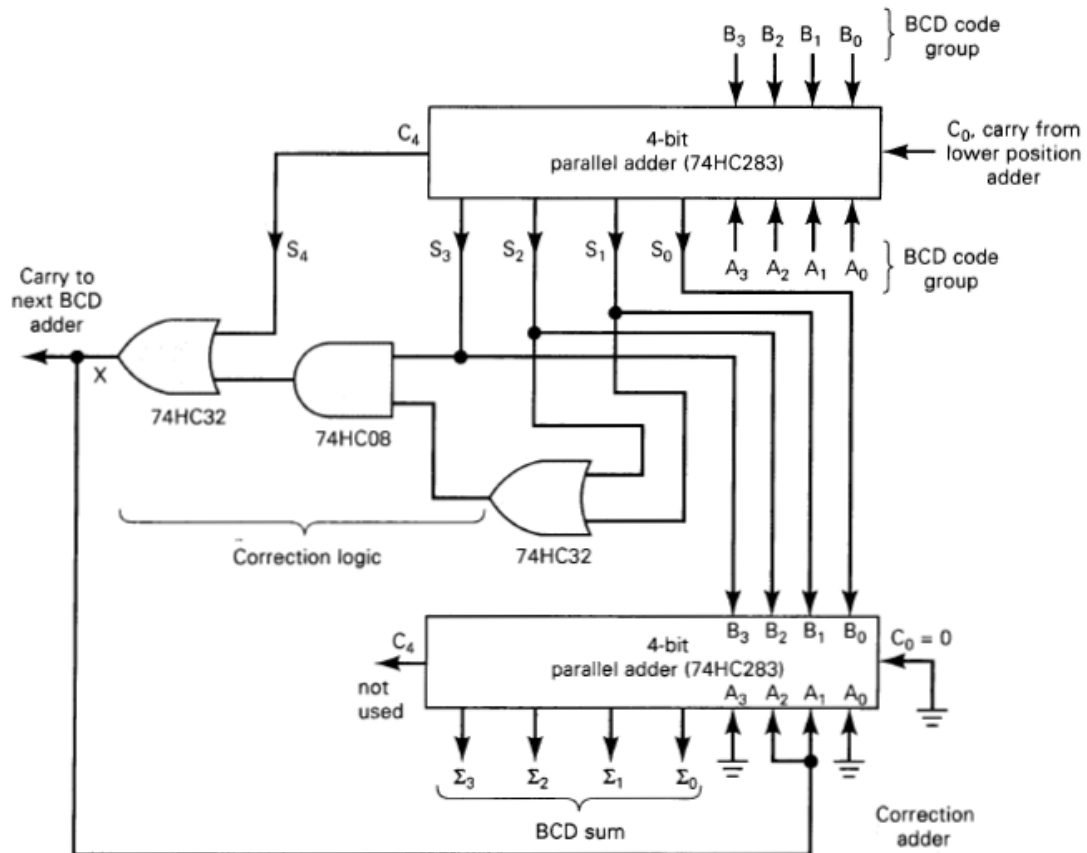 B3 B2 B1 B0
BCD code
group
C4
4-bit
parallel adder (74HC283)
C0, carry from
lower position
adder
S4
S3
S2
S1
S0
A3 A2 A1 A0
BCD code
group
Carry to
next BCD
adder
X
74HC32
74HC08
74HC32
Correction logic
C4
4-bit
parallel adder (74HC283)
B3 B2 B1 B0
C0 = 0
not
used
A3 A2 A1 A0
Σ3 Σ2 Σ1 Σ0
BCD sum
Correction
adder